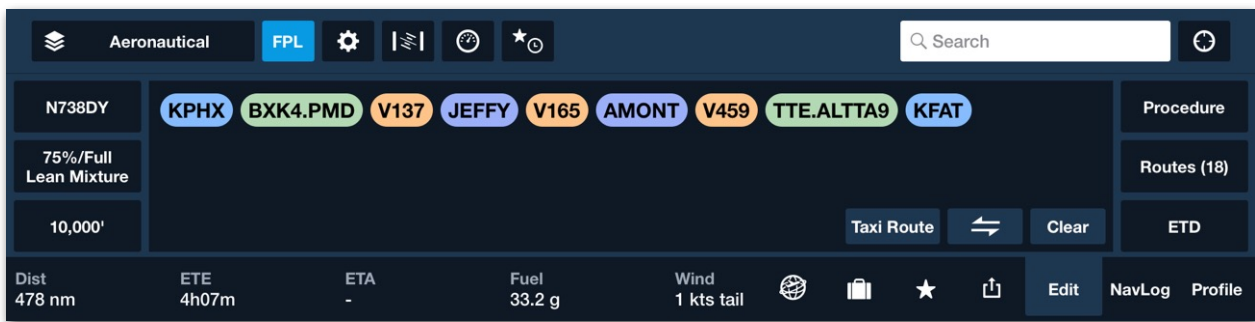 Aeronautical FPL Search
N738DY KPHX BXK4.PMD V137 JEFFY V165 AMONT V459 TTE.ALTTA9 KFAT Procedure
75%/Full
Lean Mixture
Routes (18)
10,000' Taxi Route Clear ETD
Dist ETE ETA Fuel Wind
478 nm 4h07m - 33.2 g 1 kts tail Edit NavLog Profile